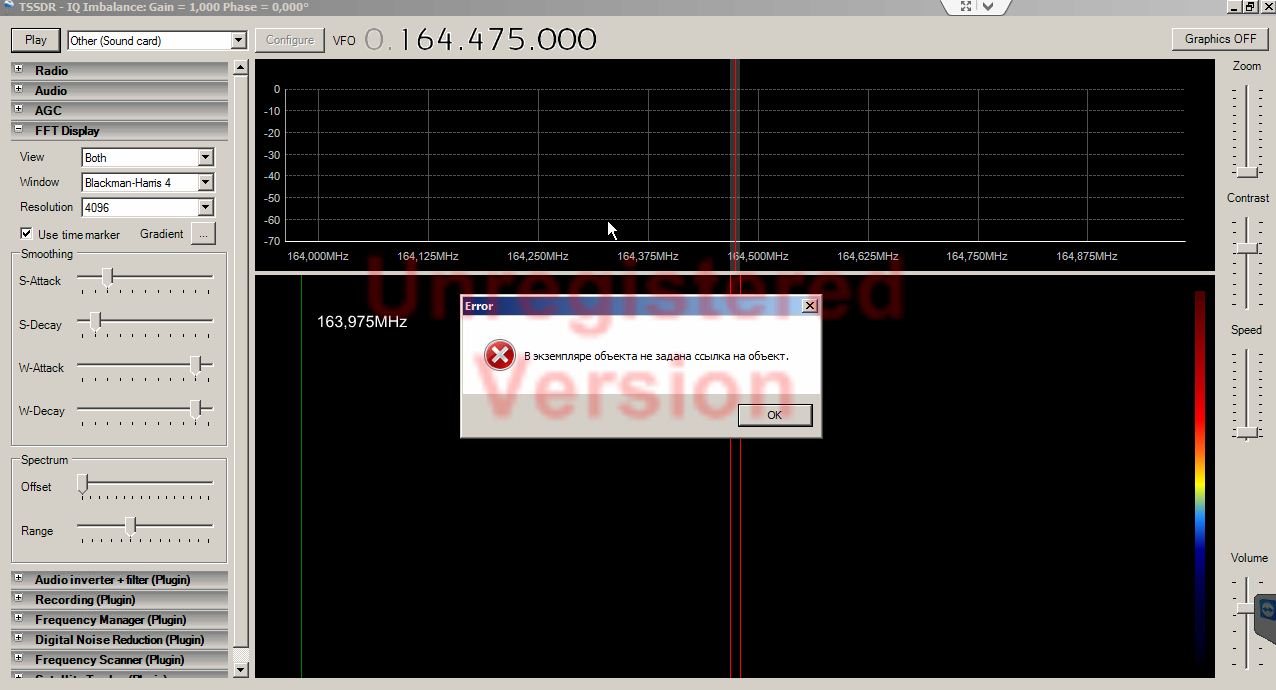 TSSDR - IQ Imbalance: Gain = 1,000 Phase = 0,000°
Play
Other (Sound card)
Configure
VFO
0.164.475.000
Graphics OFF
Radio
Audio
AGC
FFT Display
View
Both
Window
Blackman-Harris 4
Resolution
4096
Use time marker
Gradient
...
Smoothing
S-Attack
S-Decay
W-Attack
W-Decay
Spectrum
Offset
Range
Audio inverter + filter (Plugin)
Recording (Plugin)
Frequency Manager (Plugin)
Digital Noise Reduction (Plugin)
Frequency Scanner (Plugin)
0
-10
-20
-30
-40
-50
-60
-70
164,000MHz 164,125MHz 164,250MHz 164,375MHz 164,500MHz 164,625MHz 164,750MHz 164,875MHz
Unregistered
Version
163,975MHz
Error
В экземпляре объекта не задана ссылка на объект.
OK
Zoom
Contrast
Speed
Volume